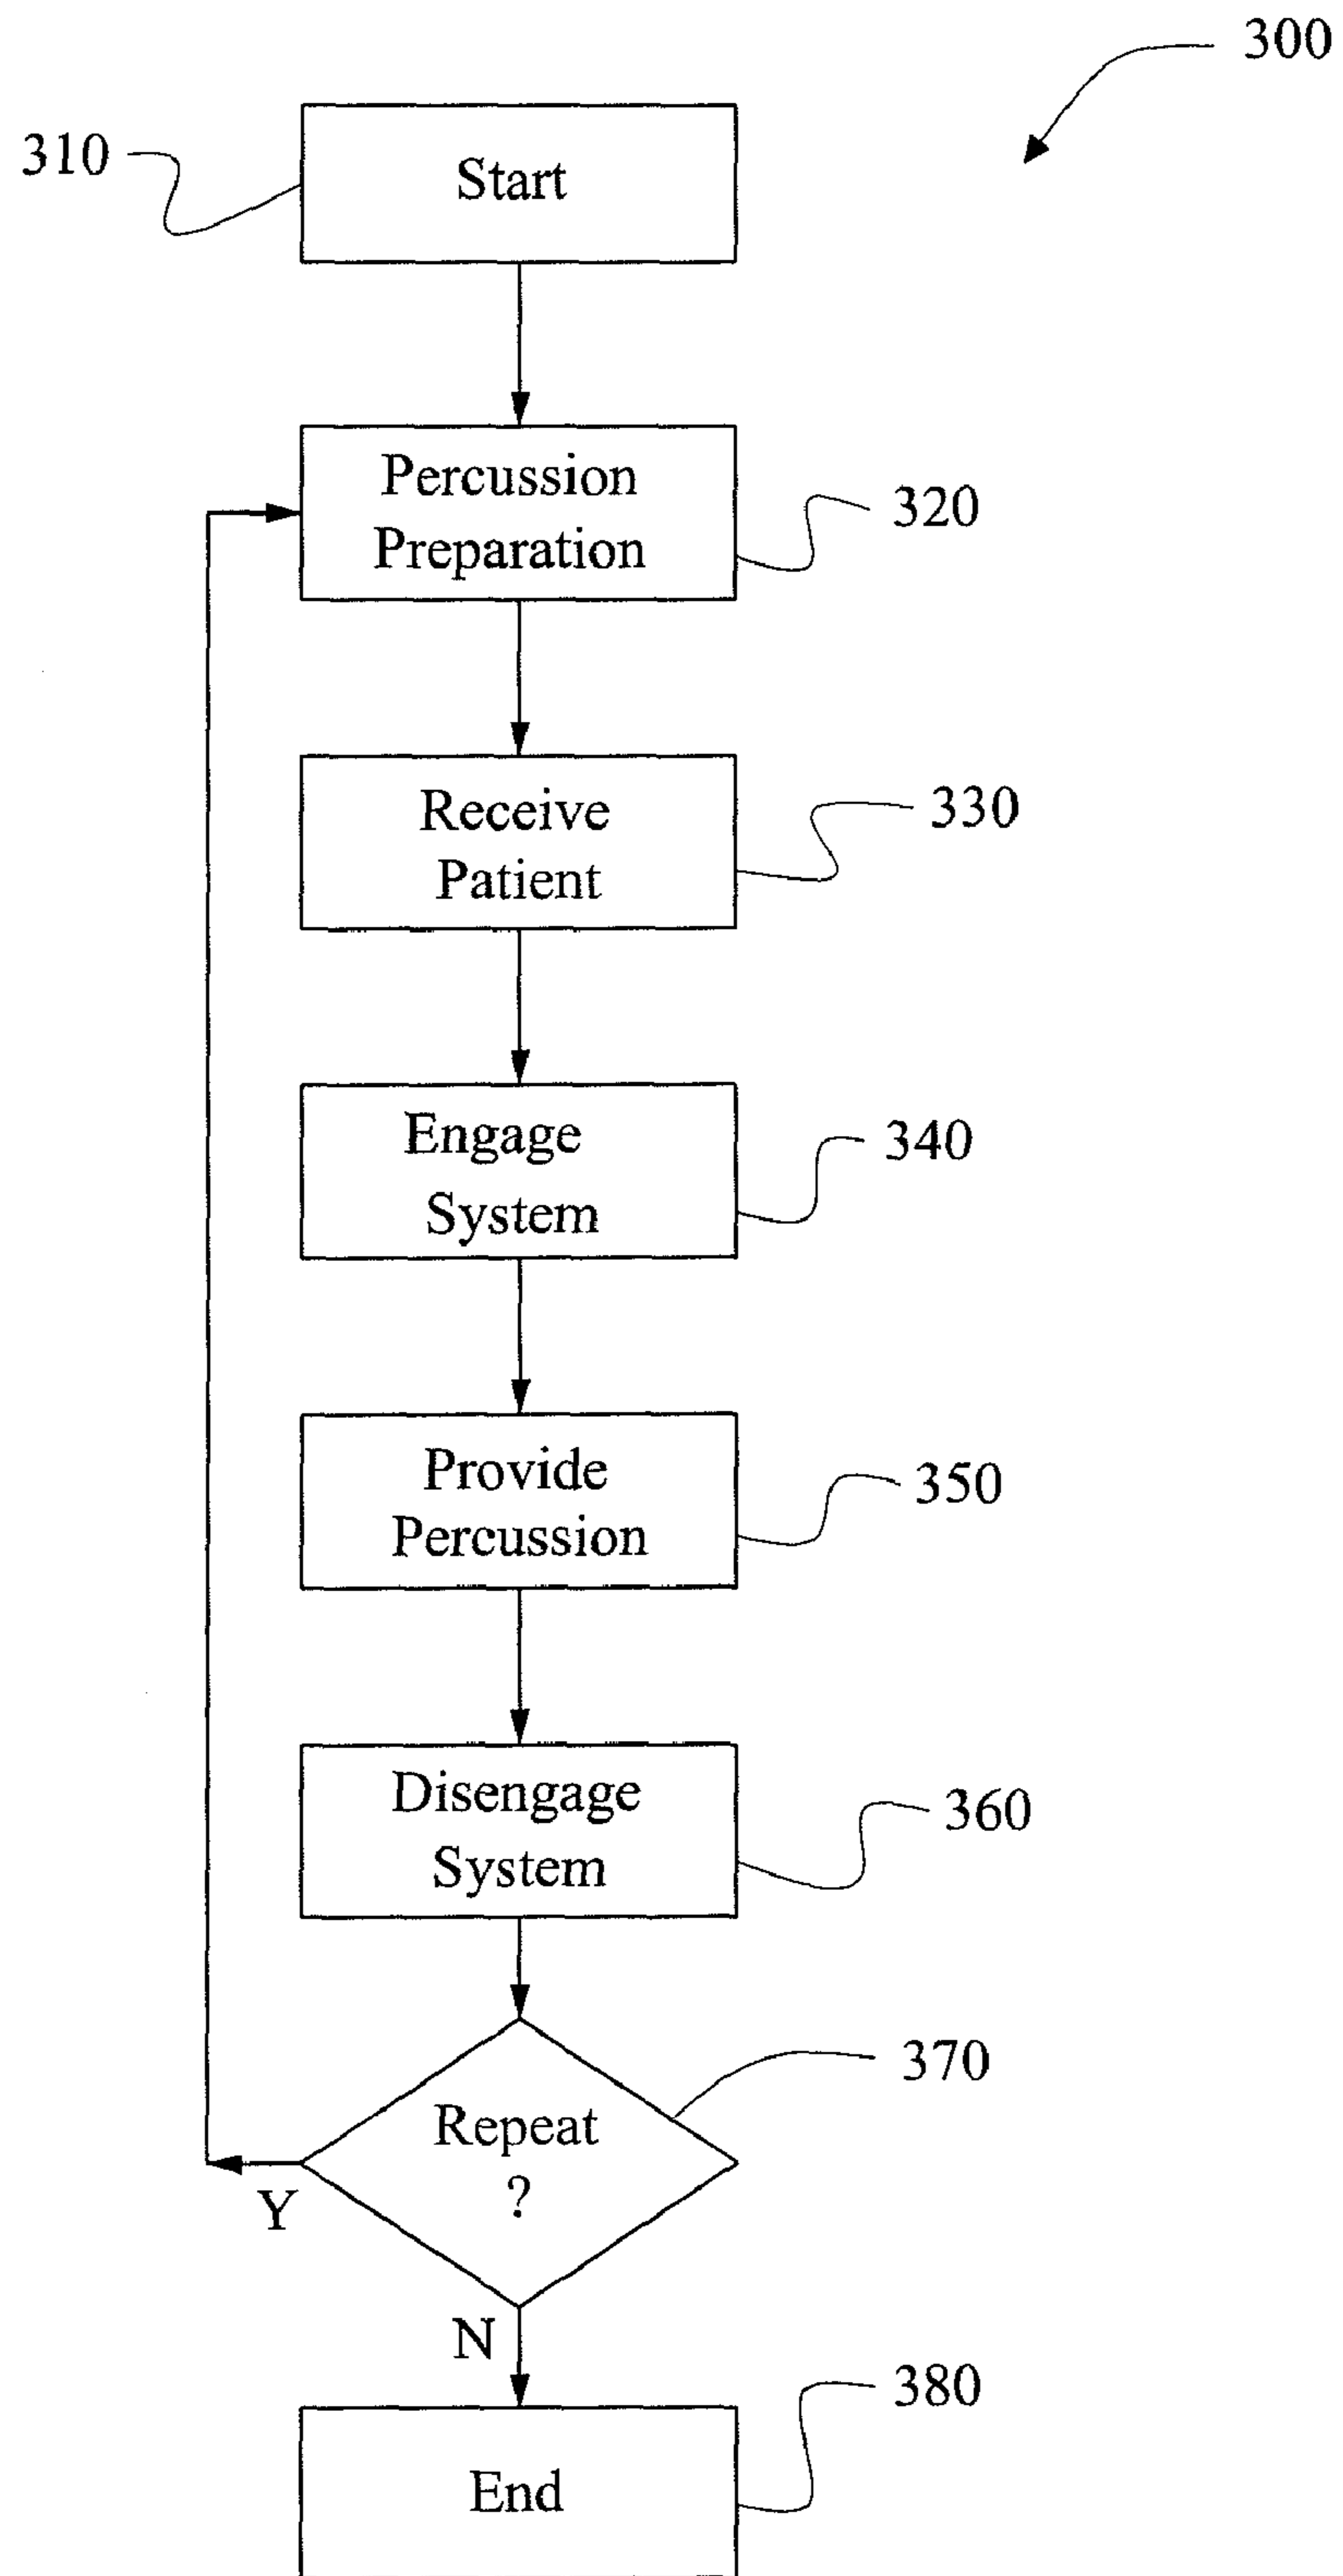 300
310
Start
Percussion
Preparation
320
Receive
Patient
330
Engage
System
340
Provide
Percussion
350
Disengage
System
360
370
Repeat
?
Y
N
380
End